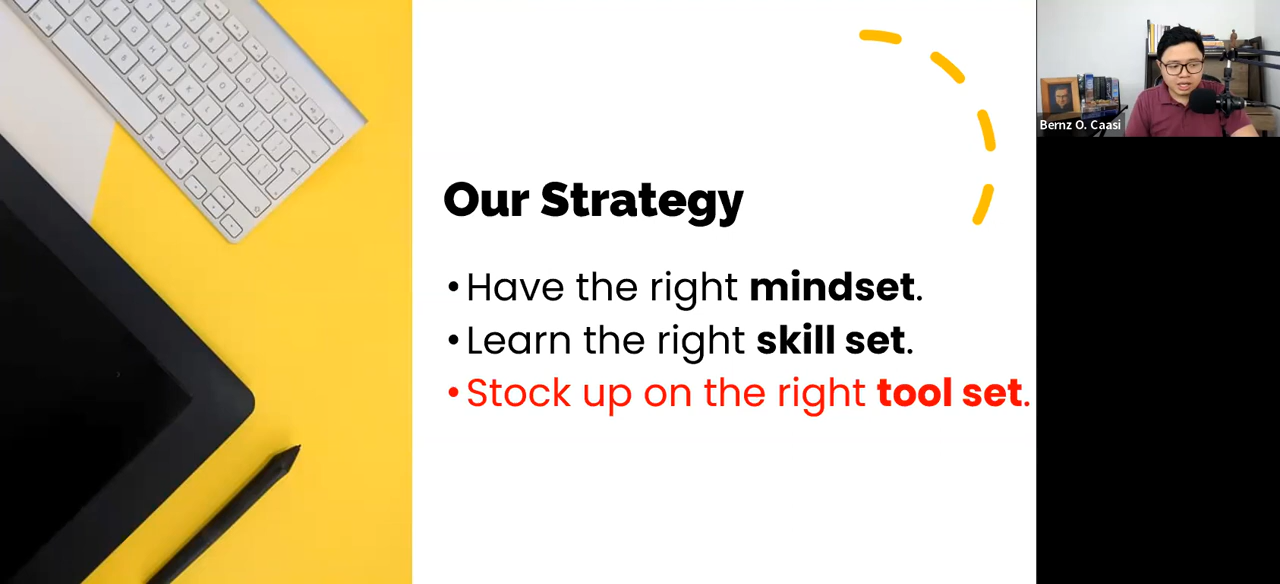 Our Strategy
• Have the right mindset.
• Learn the right skill set.
• Stock up on the right tool set.
Bernz O. Caasi